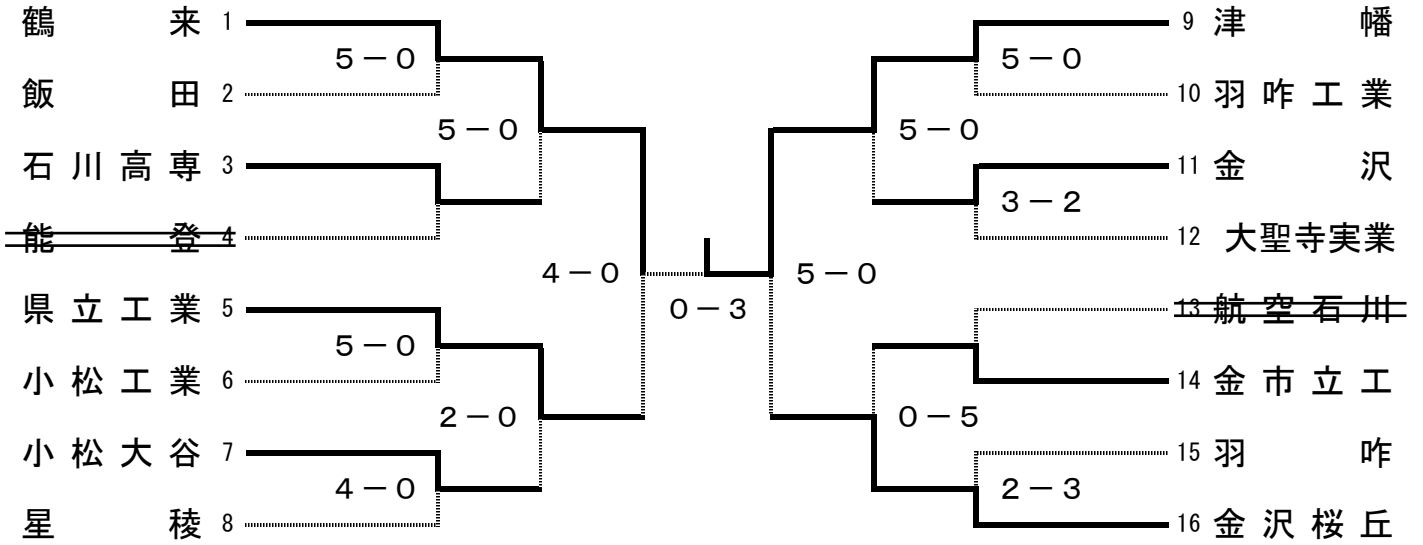 鶴来 1
5－0
飯田 2
5－0
石川高専 3
能登 4
4－0
県立工業 5
5－0
小松工業 6
2－0
小松大谷 7
4－0
星稜 8
0－3
9 津幡
5－0
10 羽咋工業
5－0
11 金沢
3－2
12 大聖寺実業
5－0
13 航空石川
14 金市立工
0－5
15 羽咋
2－3
16 金沢桜丘